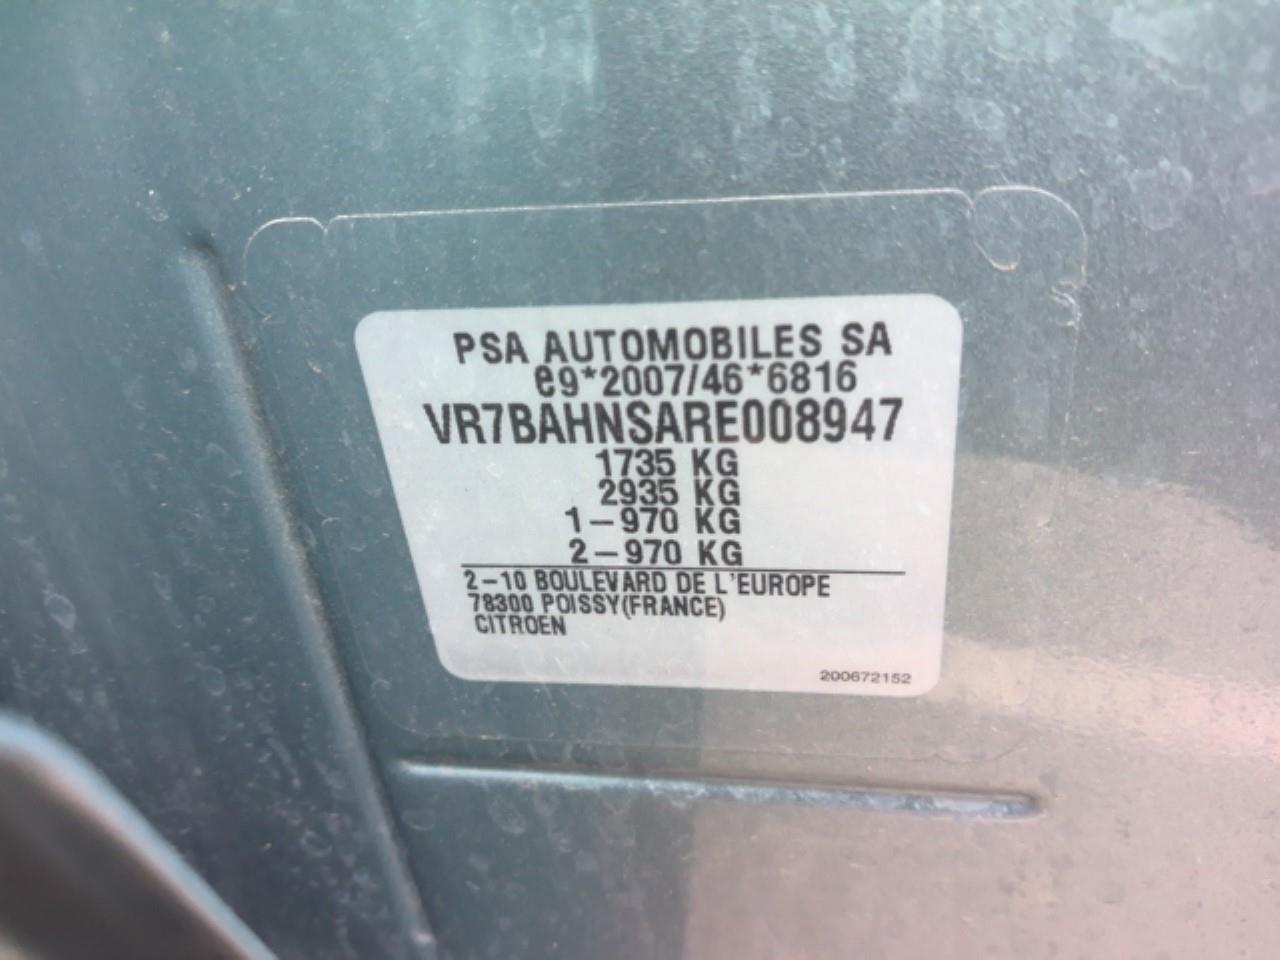 PSA AUTOMOBILES SA
e9*2007/46*6816
VR7BAHNSARE008947
1735 KG
2935 KG
1-970 KG
2-970 KG
2-10 BOULEVARD DE L'EUROPE
78300 POISSY(FRANCE)
CITROEN
200672152